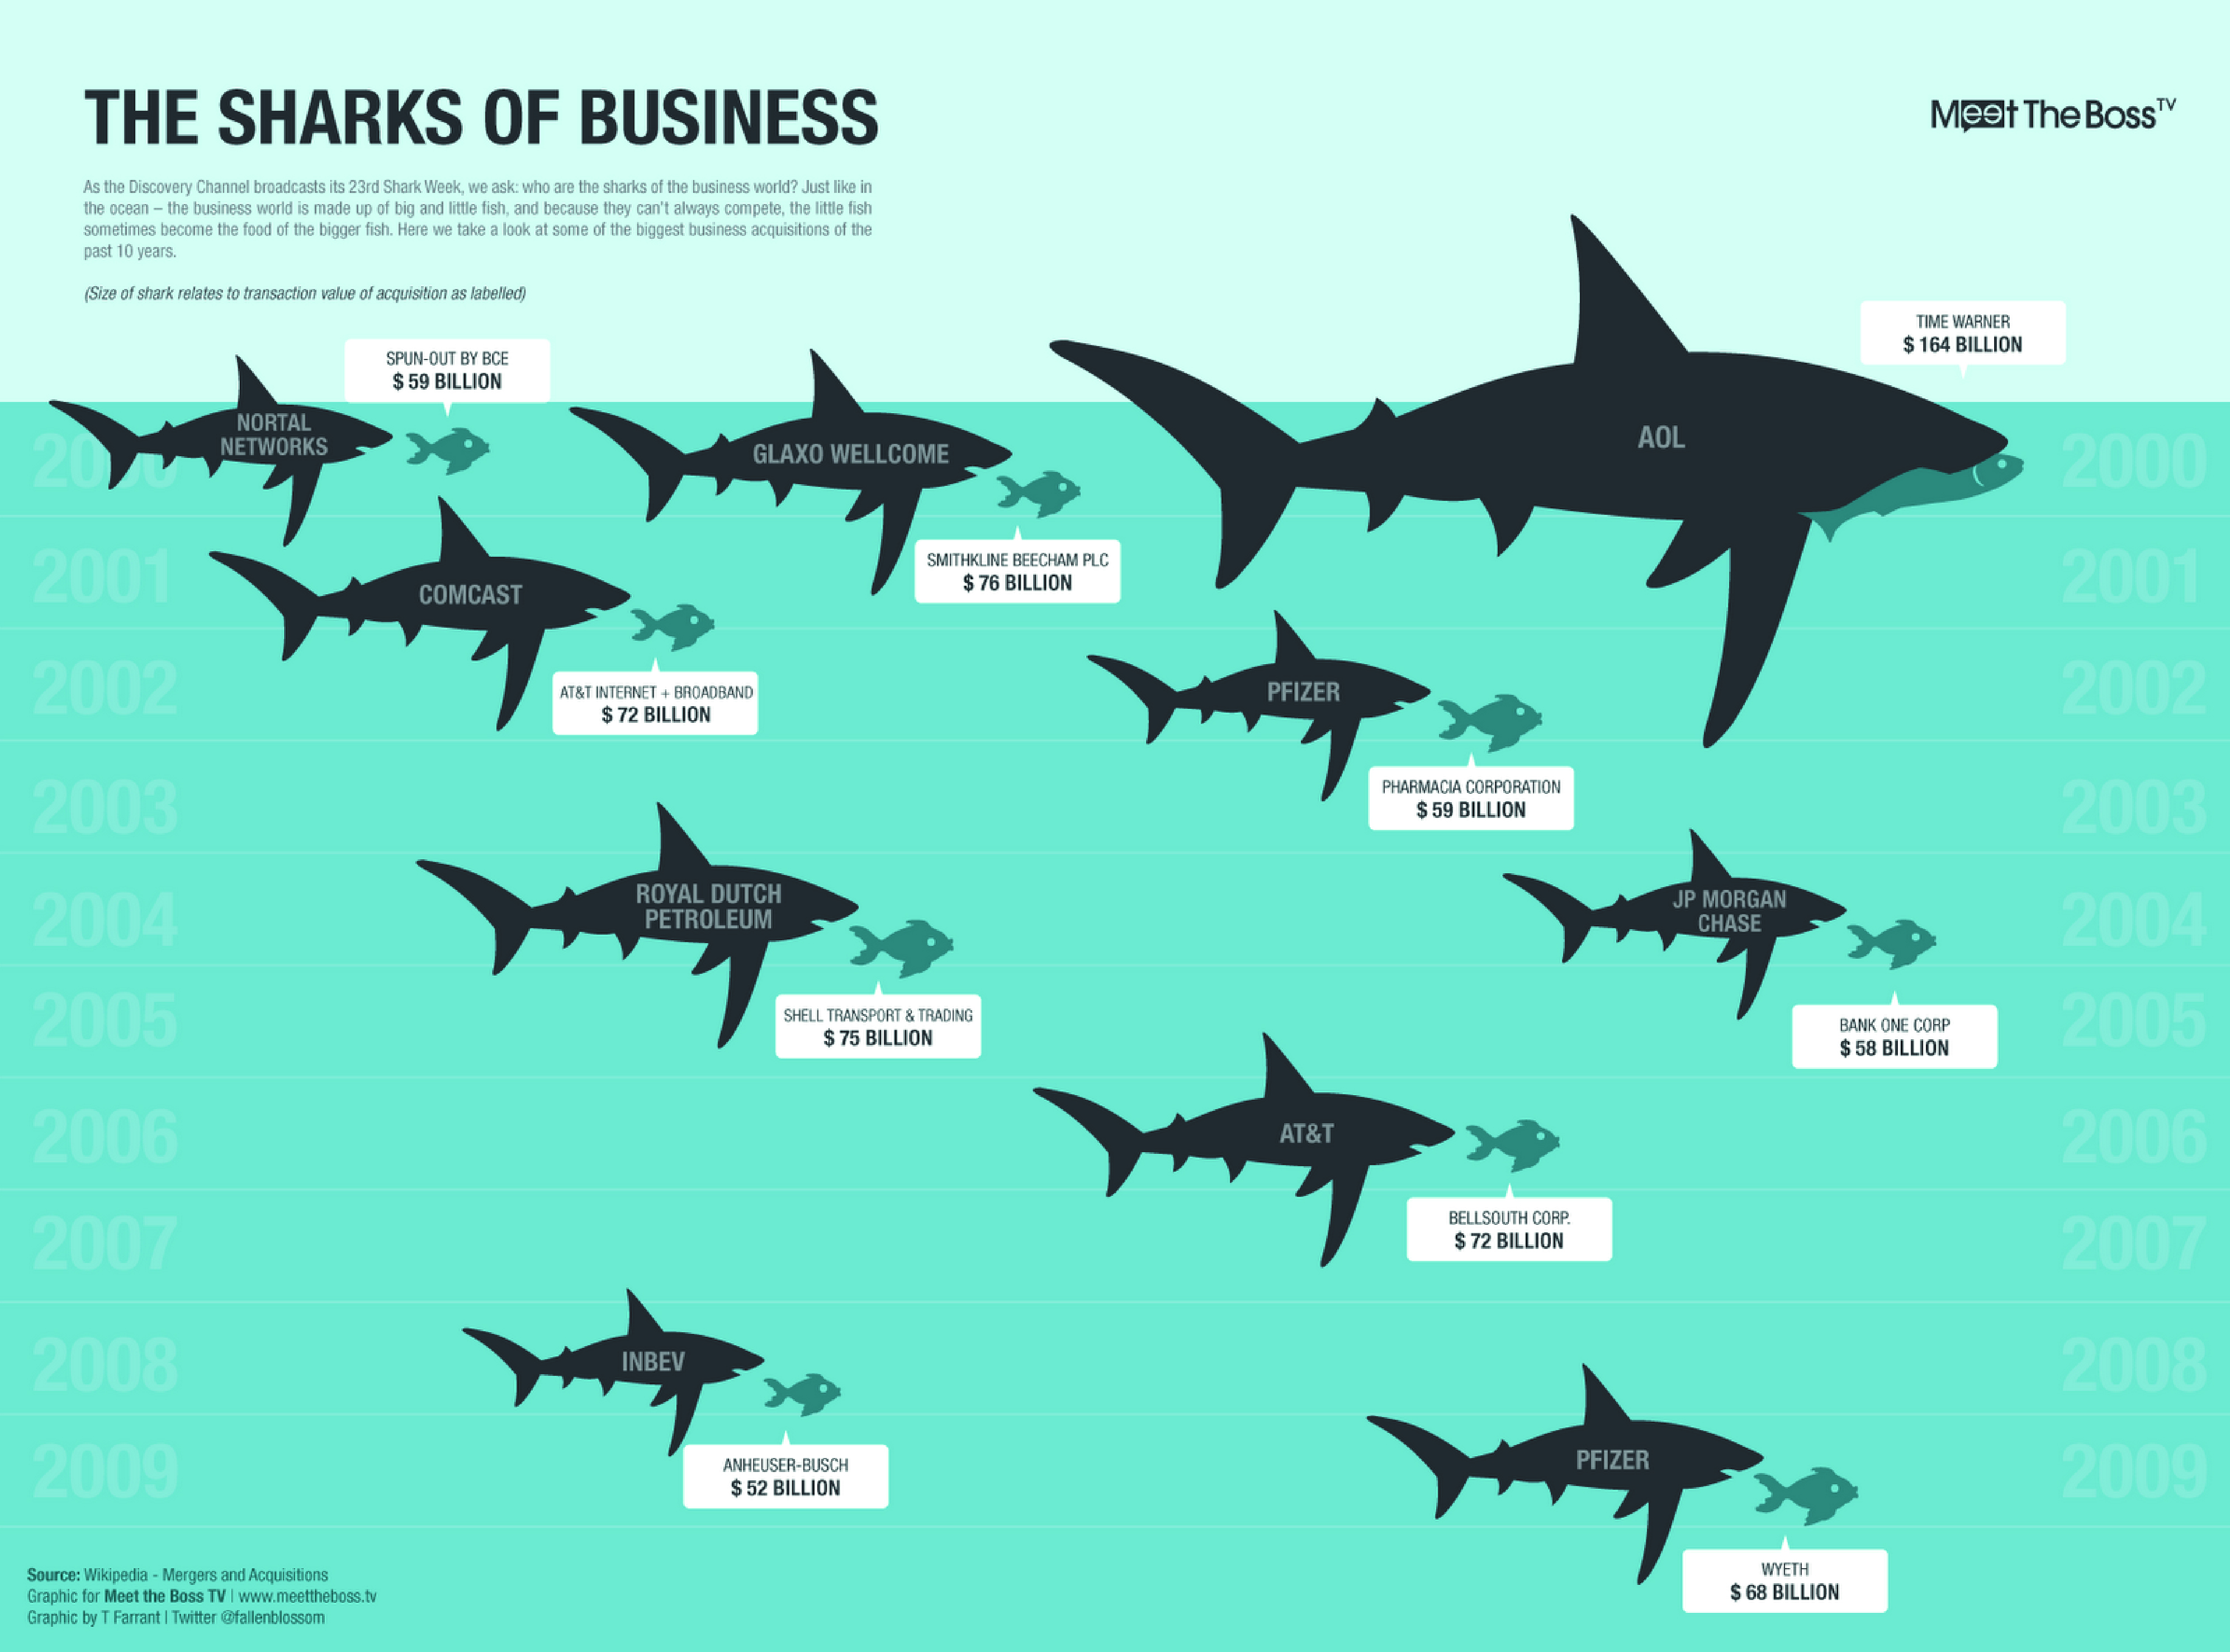 THE SHARKS OF BUSINESS
Meet The Boss TV
As the Discovery Channel broadcasts its 23rd Shark Week, we ask: who are the sharks of the business world? Just like in
the ocean – the business world is made up of big and little fish, and because they can't always compete, the little fish
sometimes become the food of the bigger fish. Here we take a look at some of the biggest business acquisitions of the
past 10 years.
(Size of shark relates to transaction value of acquisition as labelled)
TIME WARNER
$ 164 BILLION
SPUN-OUT BY BCE
$ 59 BILLION
NORTAL
NETWORKS
GLAXO WELLCOME
AOL
2000
2000
SMITHKLINE BEECHAM PLC
$ 76 BILLION
2001
COMCAST
2001
AT&T INTERNET + BROADBAND
$ 72 BILLION
2002
PFIZER
2002
PHARMACIA CORPORATION
$ 59 BILLION
2003
2003
ROYAL DUTCH
PETROLEUM
JP MORGAN
CHASE
2004
2004
SHELL TRANSPORT & TRADING
$ 75 BILLION
BANK ONE CORP
$ 58 BILLION
2005
2005
2006
AT&T
2006
BELLSOUTH CORP.
$ 72 BILLION
2007
2007
2008
INBEV
2008
ANHEUSER-BUSCH
$ 52 BILLION
PFIZER
2009
2009
WYETH
$ 68 BILLION
Source: Wikipedia - Mergers and Acquisitions
Graphic for Meet the Boss TV | www.meettheboss.tv
Graphic by T Farrant | Twitter @fallenblossom